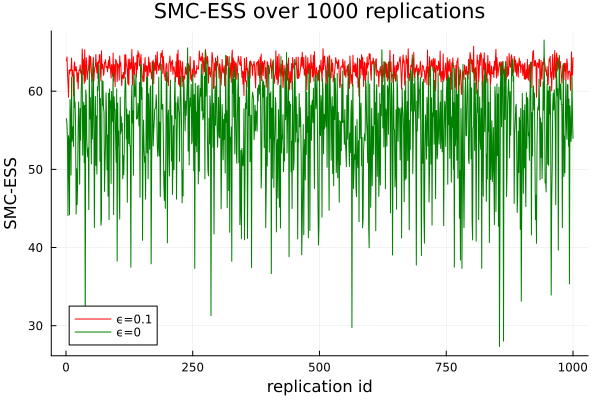 SMC-ESS over 1000 replications
SMC-ESS
60
50
40
30
ϵ=0.1
ϵ=0
0
250
500
750
1000
replication id